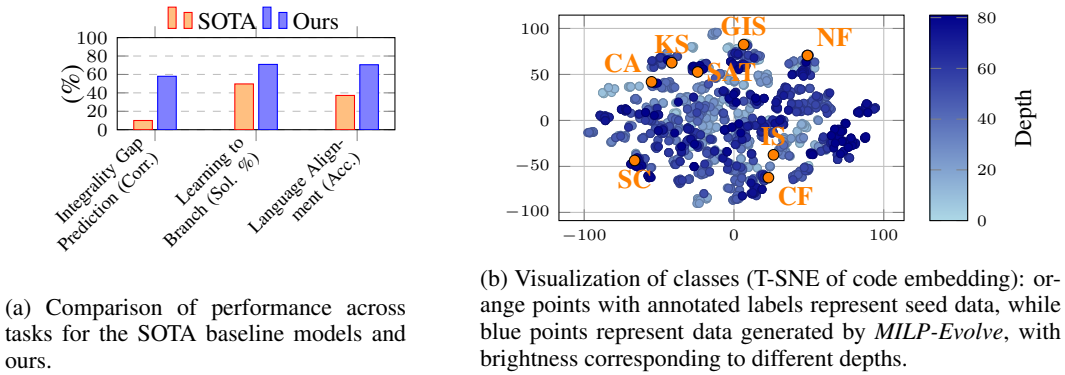 SOTA Ours
100
80
60
40
20
0
(%)
Integrality Gap
Prediction (Corr.)
Learning to
Branch (Sol. %)
Language Align-
ment (Acc.)
(a) Comparison of performance across
tasks for the SOTA baseline models and
ours.
100
50
0
−50
−100
−100 0 100
GIS
NF
KS
CA
SAT
IS
SC
CF
80
60
40
20
0
Depth
(b) Visualization of classes (T-SNE of code embedding): or-
ange points with annotated labels represent seed data, while
blue points represent data generated by MILP-Evolve, with
brightness corresponding to different depths.